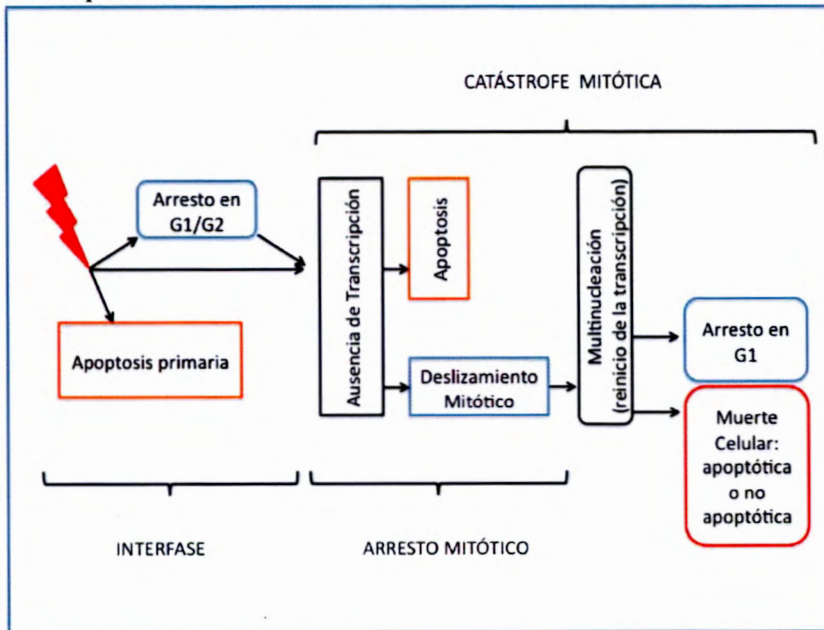 CATÁSTROFE MITÓTICA
Arresto en
G1/G2
Apoptosis primaria
Ausencia de Transcripción
Apoptosis
Deslizamiento
Mitótico
Multinucleación
(reinicio de la transcripción)
Arresto en
G1
Muerte
Celular:
apoptótica
o no
apoptótica
INTERFASE
ARRESTO MITÓTICO